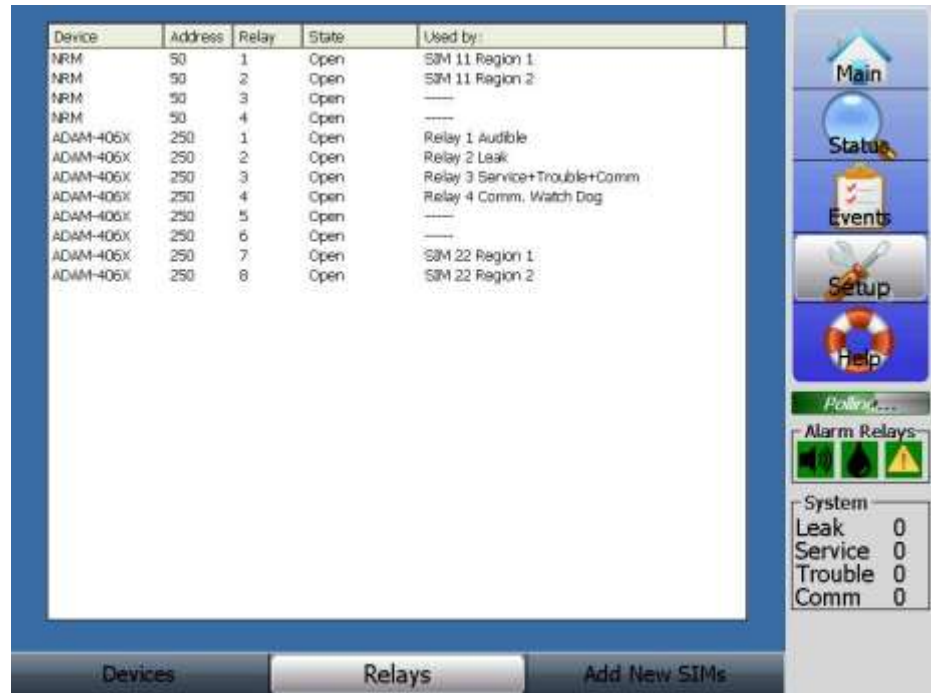 Device Address Relay State Used by:
NRM 50 1 Open SIM 11 Region 1
NRM 50 2 Open SIM 11 Region 2
NRM 50 3 Open -----
NRM 50 4 Open -----
ADAM-406X 250 1 Open Relay 1 Audible
ADAM-406X 250 2 Open Relay 2 Leak
ADAM-406X 250 3 Open Relay 3 Service+Trouble+Comm
ADAM-406X 250 4 Open Relay 4 Comm. Watch Dog
ADAM-406X 250 5 Open -----
ADAM-406X 250 6 Open -----
ADAM-406X 250 7 Open SIM 22 Region 1
ADAM-406X 250 8 Open SIM 22 Region 2
Main
Status
Events
Setup
Help
Polling...
Alarm Relays
System
Leak 0
Service 0
Trouble 0
Comm 0
Devices Relays Add New SIMs